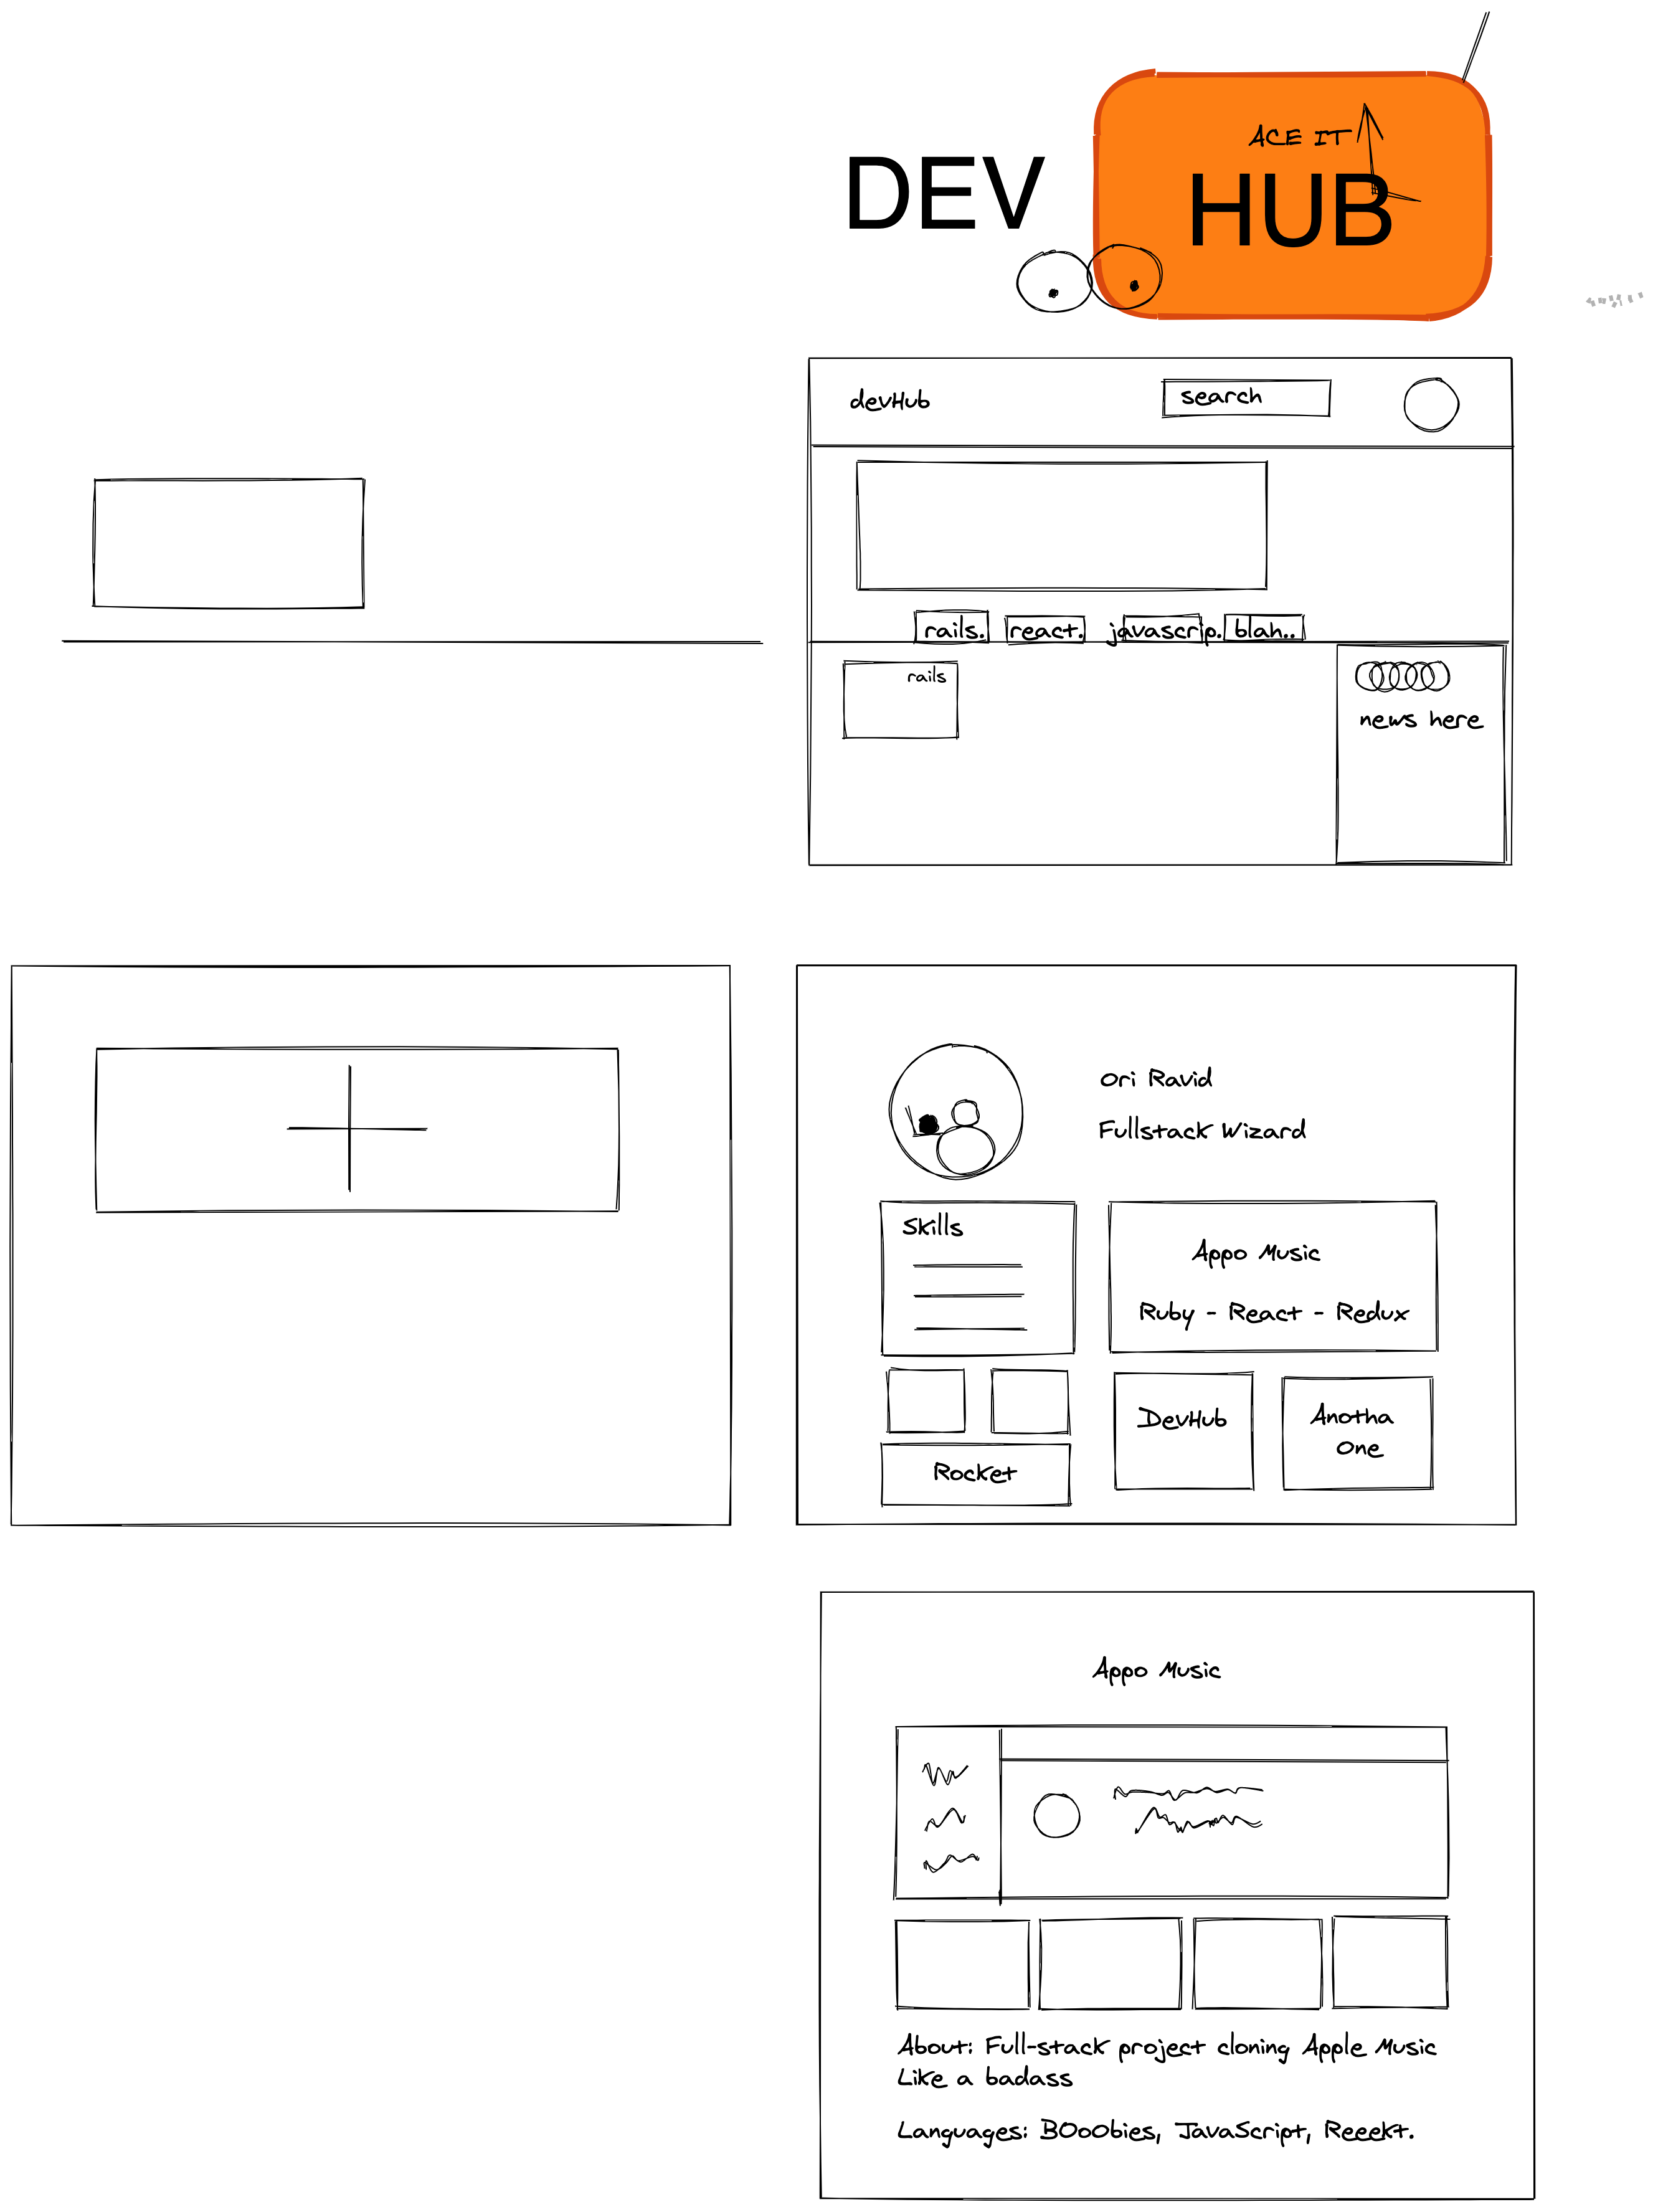 ACE IT
DEV HUB
devHub
search
rails.
react.
javascrip.
blah..
rails
news here
Ori Ravid
Fullstack Wizard
Skills
Appo Music
Ruby - React - Redux
DevHub
Anotha
One
Rocket
Appo Music
About: Full-stack project cloning Apple Music
Like a badass
Languages: BOoObies, JavaScript, Reeekt.